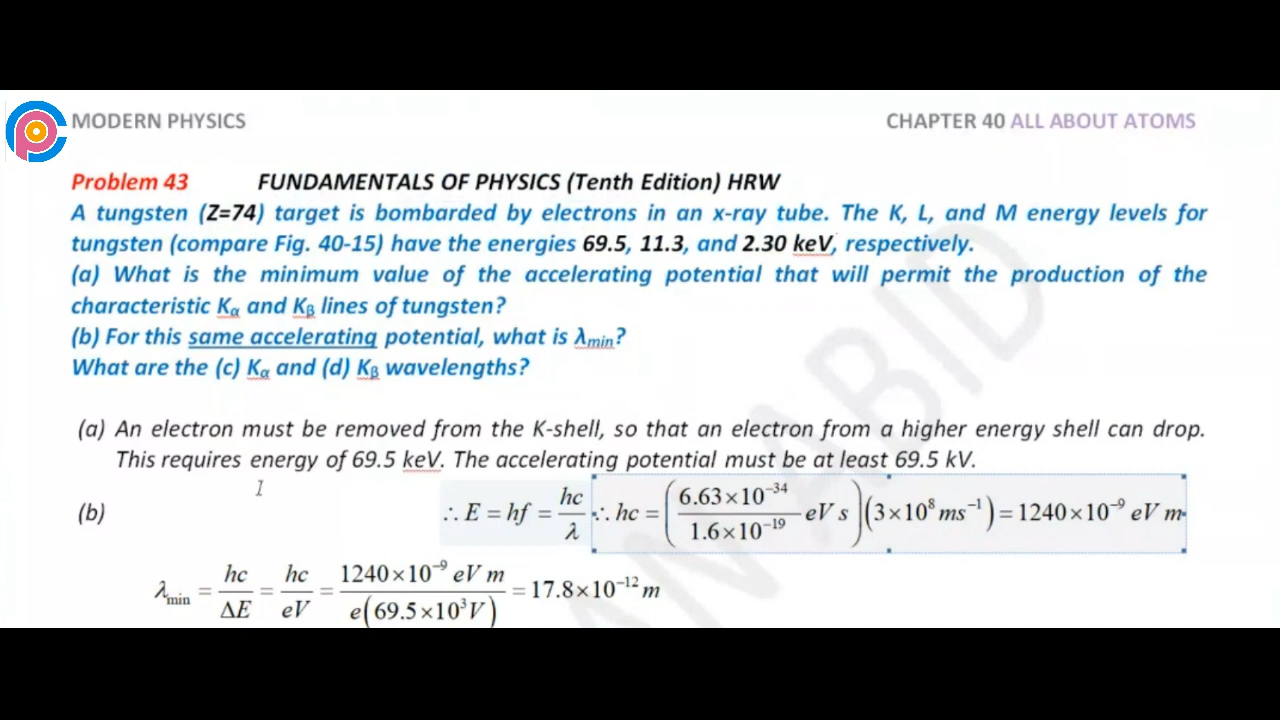 MODERN PHYSICS
CHAPTER 40 ALL ABOUT ATOMS
Problem 43 FUNDAMENTALS OF PHYSICS (Tenth Edition) HRW
A tungsten (Z=74) target is bombarded by electrons in an x-ray tube. The K, L, and M energy levels for
tungsten (compare Fig. 40-15) have the energies 69.5, 11.3, and 2.30 keV, respectively.
(a) What is the minimum value of the accelerating potential that will permit the production of the
characteristic Kα and Kβ lines of tungsten?
(b) For this same accelerating potential, what is λmin?
What are the (c) Kα and (d) Kβ wavelengths?
(a) An electron must be removed from the K-shell, so that an electron from a higher energy shell can drop.
This requires energy of 69.5 keV. The accelerating potential must be at least 69.5 kV.
(b) ∴ E = hf = hc/λ ∴ hc = (6.63×10⁻³⁴/1.6×10⁻¹⁹ eV s)(3×10⁸ ms⁻¹) = 1240×10⁻⁹ eV m
λmin = hc/ΔE = hc/eV = 1240×10⁻⁹ eV m/e(69.5×10³V) = 17.8×10⁻¹² m
AN ABID